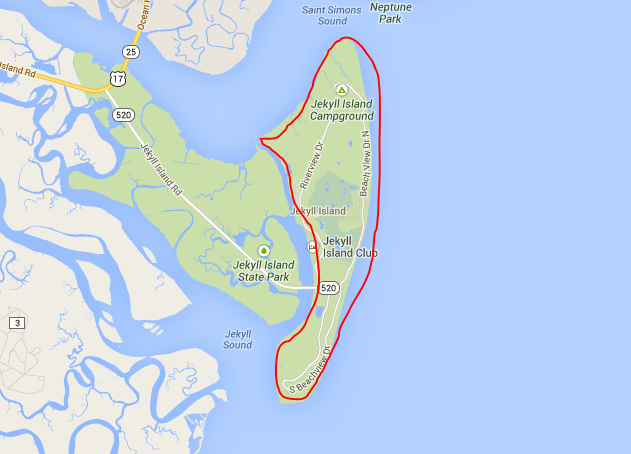 Saint Simons
Sound
Neptune
Park
Ocean
25
Island Rd
17
520
Jekyll Island Rd
Jekyll Island
Campground
Riverview Dr
Beach View Dr N
Jekyll Island
Jekyll
Island Club
Jekyll Island
State Park
520
3
Jekyll
Sound
S Beachview Dr